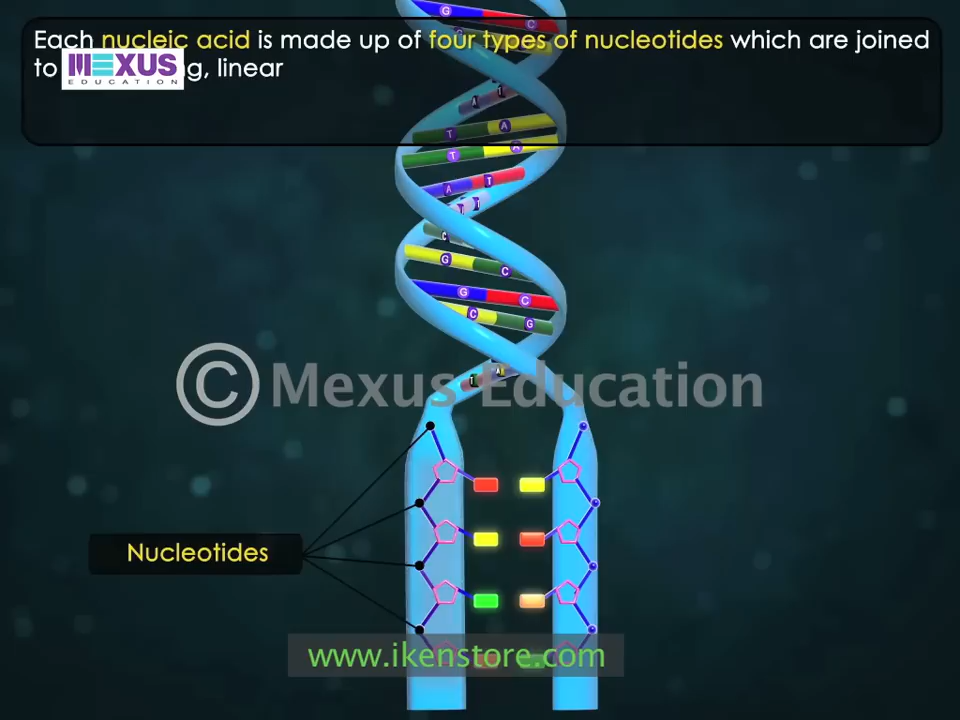 Each nucleic acid is made up of four types of nucleotides which are joined
to g, linear
MEXUS
EDUCATION
G C
A T
T A
T A
A T
T T
C
G C
G C
C G
T A
© Mexus Education
Nucleotides
www.ikenstore.com